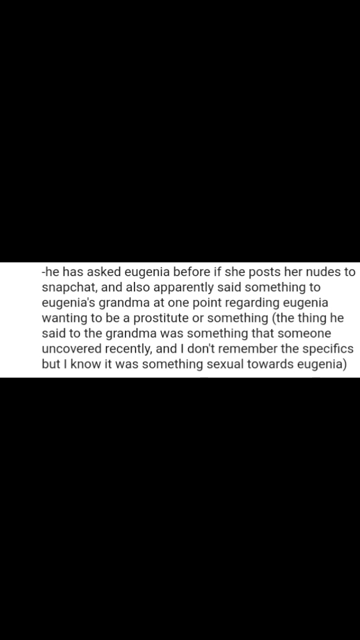 -he has asked eugenia before if she posts her nudes to
snapchat, and also apparently said something to
eugenia's grandma at one point regarding eugenia
wanting to be a prostitute or something (the thing he
said to the grandma was something that someone
uncovered recently, and I don't remember the specifics
but I know it was something sexual towards eugenia)